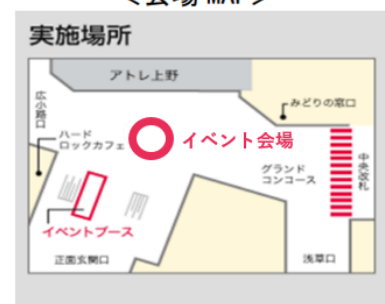 ＜会場 MAP＞
実施場所
アトレ上野
広小路口
みどりの窓口
ハード
ロックカフェ
イベント会場
グランド
コンコース
中央改札
イベントブース
正面玄関口
浅草口